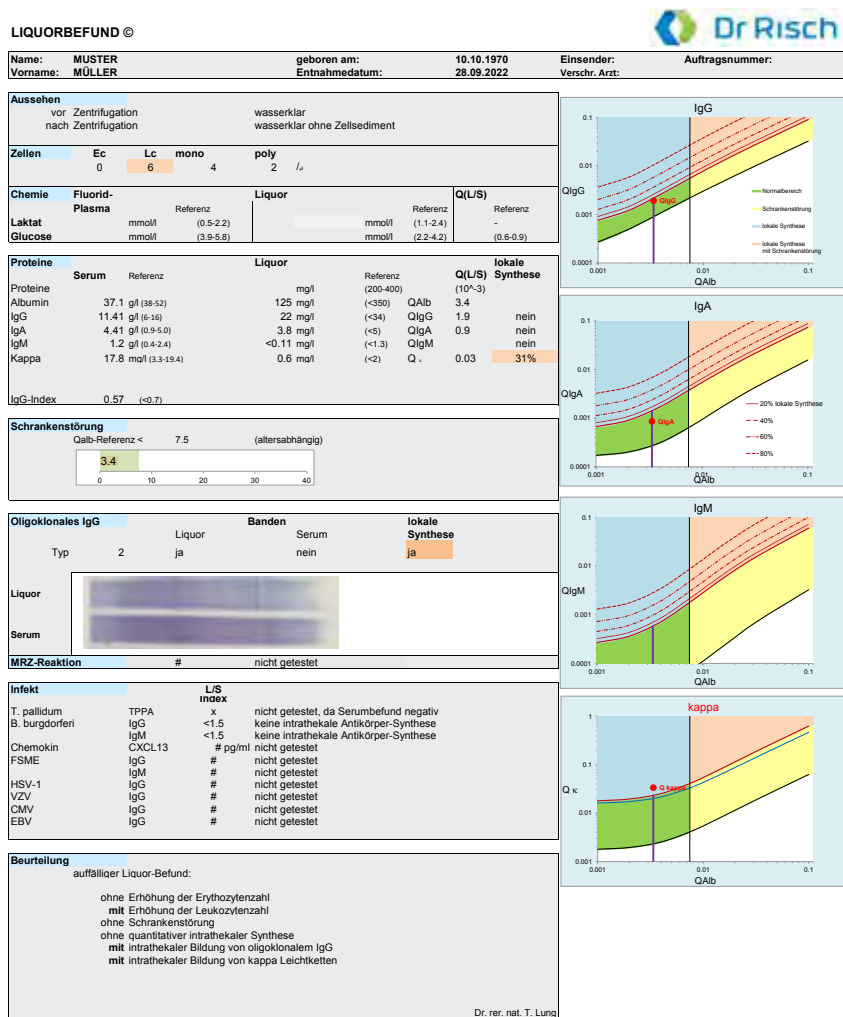 LIQUORBEFUND ©
Dr Risch
Name: MUSTER geboren am: 10.10.1970 Einsender: Auftragsnummer:
Vorname: MÜLLER Entnahmedatum: 28.09.2022 Verschr. Arzt:
Aussehen
vor Zentrifugation wasserklar
nach Zentrifugation wasserklar ohne Zellsediment
Zellen Ec Lc mono poly
0 6 4 2 /µl
Chemie Fluorid- Liquor Q(L/S)
Plasma Referenz Referenz Referenz
Laktat mmol/l (0.5-2.2) mmol/l (1.1-2.4) -
Glucose mmol/l (3.9-5.8) mmol/l (2.2-4.2) (0.6-0.9)
Proteine Liquor lokale
Serum Referenz Referenz Q(L/S) Synthese
Proteine mg/l (200-400) (10^-3)
Albumin 37.1 g/l (38-52) 125 mg/l (<350) QAlb 3.4
IgG 11.41 g/l (6-16) 22 mg/l (<34) QIgG 1.9 nein
IgA 4.41 g/l (0.9-5.0) 3.8 mg/l (<5) QIgA 0.9 nein
IgM 1.2 g/l (0.4-2.4) <0.11 mg/l (<1.3) QIgM nein
Kappa 17.8 mg/l (3.3-19.4) 0.6 mg/l (<2) Q κ 0.03 31%
IgG-Index 0.57 (<0.7)
Schrankenstörung
Qalb-Referenz < 7.5 (altersabhängig)
3.4
0 10 20 30 40
Oligoklonales IgG Banden lokale
Liquor Serum Synthese
Typ 2 ja nein ja
Liquor
Serum
MRZ-Reaktion # nicht getestet
Infekt L/S
Index
T. pallidum TPPA x nicht getestet, da Serumbefund negativ
B. burgdorferi IgG <1.5 keine intrathekale Antikörper-Synthese
IgM <1.5 keine intrathekale Antikörper-Synthese
Chemokin CXCL13 # pg/ml nicht getestet
FSME IgG # nicht getestet
IgM # nicht getestet
HSV-1 IgG # nicht getestet
VZV IgG # nicht getestet
CMV IgG # nicht getestet
EBV IgG # nicht getestet
Beurteilung
auffälliger Liquor-Befund:
ohne Erhöhung der Erythozytenzahl
mit Erhöhung der Leukozytenzahl
ohne Schrankenstörung
ohne quantitativer intrathekaler Synthese
mit intrathekaler Bildung von oligoklonalem IgG
mit intrathekaler Bildung von kappa Leichtketten
Dr. rer. nat. T. Lung
IgG
0.1
0.01
QIgG
0.001
0.0001
QIgG
Normalbereich
Schrankenstörung
lokale Synthese
lokale Synthese
mit Schrankenstörung
0.001 0.01 0.1
QAlb
IgA
0.1
0.01
QIgA
0.001
0.0001
QIgA
20% lokale Synthese
40%
60%
80%
0.001 0.01 0.1
QAlb
IgM
0.1
0.01
QIgM
0.001
0.0001
0.001 0.01 0.1
QAlb
kappa
1
0.1
Q κ
0.01
0.001
Q kappa
0.001 0.01 0.1
QAlb